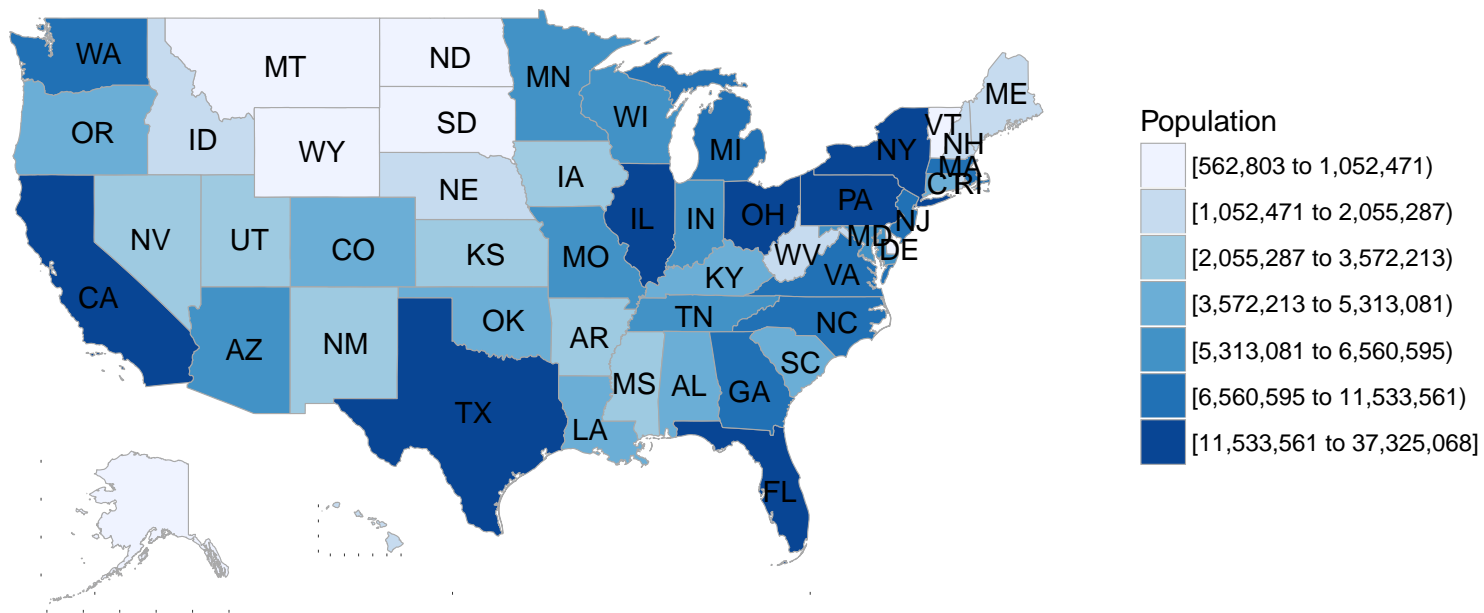 WA
MT
ND
MN
ME
OR
ID
SD
WI
VT
NH
WY
MI
NY
MA
NE
IA
C RI
PA
NV
UT
CO
KS
MO
IL
IN
OH
NJ
MD
DE
WV
VA
KY
CA
AZ
NM
OK
AR
TN
NC
SC
MS
AL
GA
TX
LA
FL
Population
[562,803 to 1,052,471)
[1,052,471 to 2,055,287)
[2,055,287 to 3,572,213)
[3,572,213 to 5,313,081)
[5,313,081 to 6,560,595)
[6,560,595 to 11,533,561)
[11,533,561 to 37,325,068]